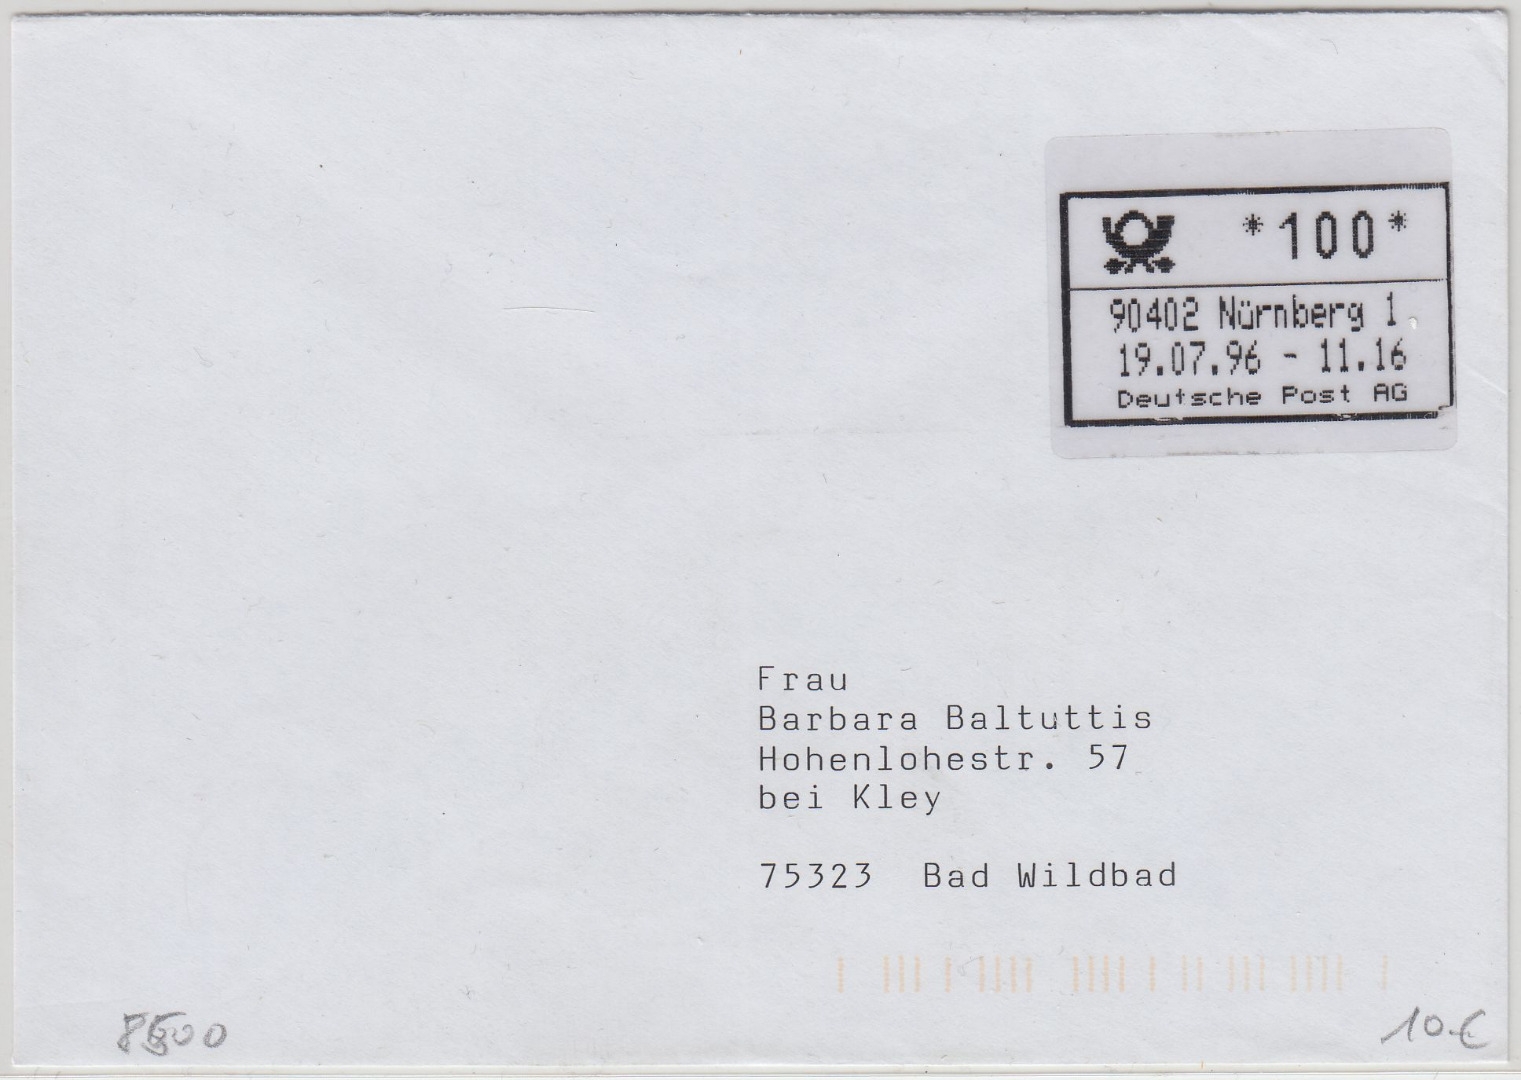 *100*
90402 Nürnberg 1
19.07.96 - 11.16
Deutsche Post AG
Frau
Barbara Baltuttis
Hohenlohestr. 57
bei Kley
75323 Bad Wildbad
10.€